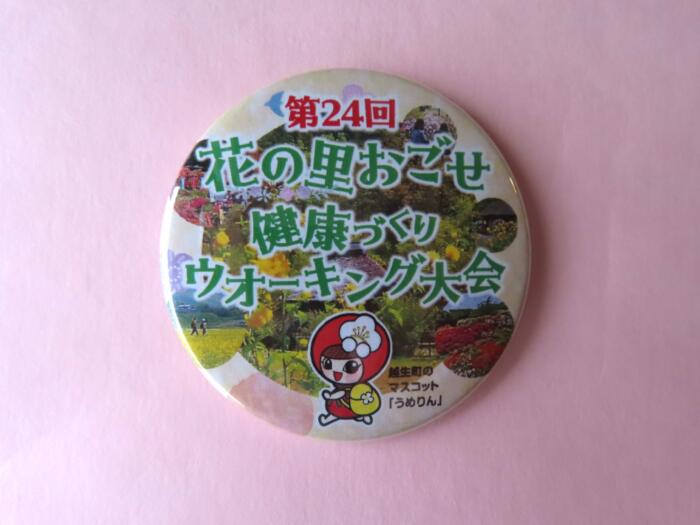 第24回
花の里おごせ
健康づくり
ウオーキング大会
越生町の
マスコット
「うめりん」